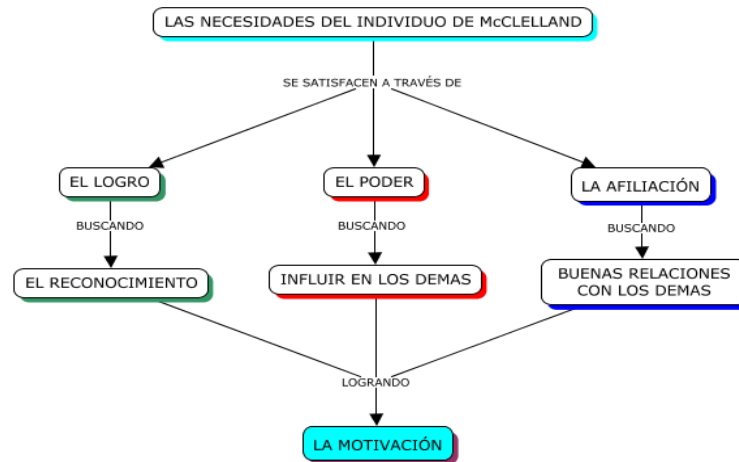 LAS NECESIDADES DEL INDIVIDUO DE McCLELLAND
SE SATISFACEN A TRAVÉS DE
EL LOGRO
EL PODER
LA AFILIACIÓN
BUSCANDO
BUSCANDO
BUSCANDO
EL RECONOCIMIENTO
INFLUIR EN LOS DEMAS
BUENAS RELACIONES
CON LOS DEMAS
LOGRANDO
LA MOTIVACIÓN